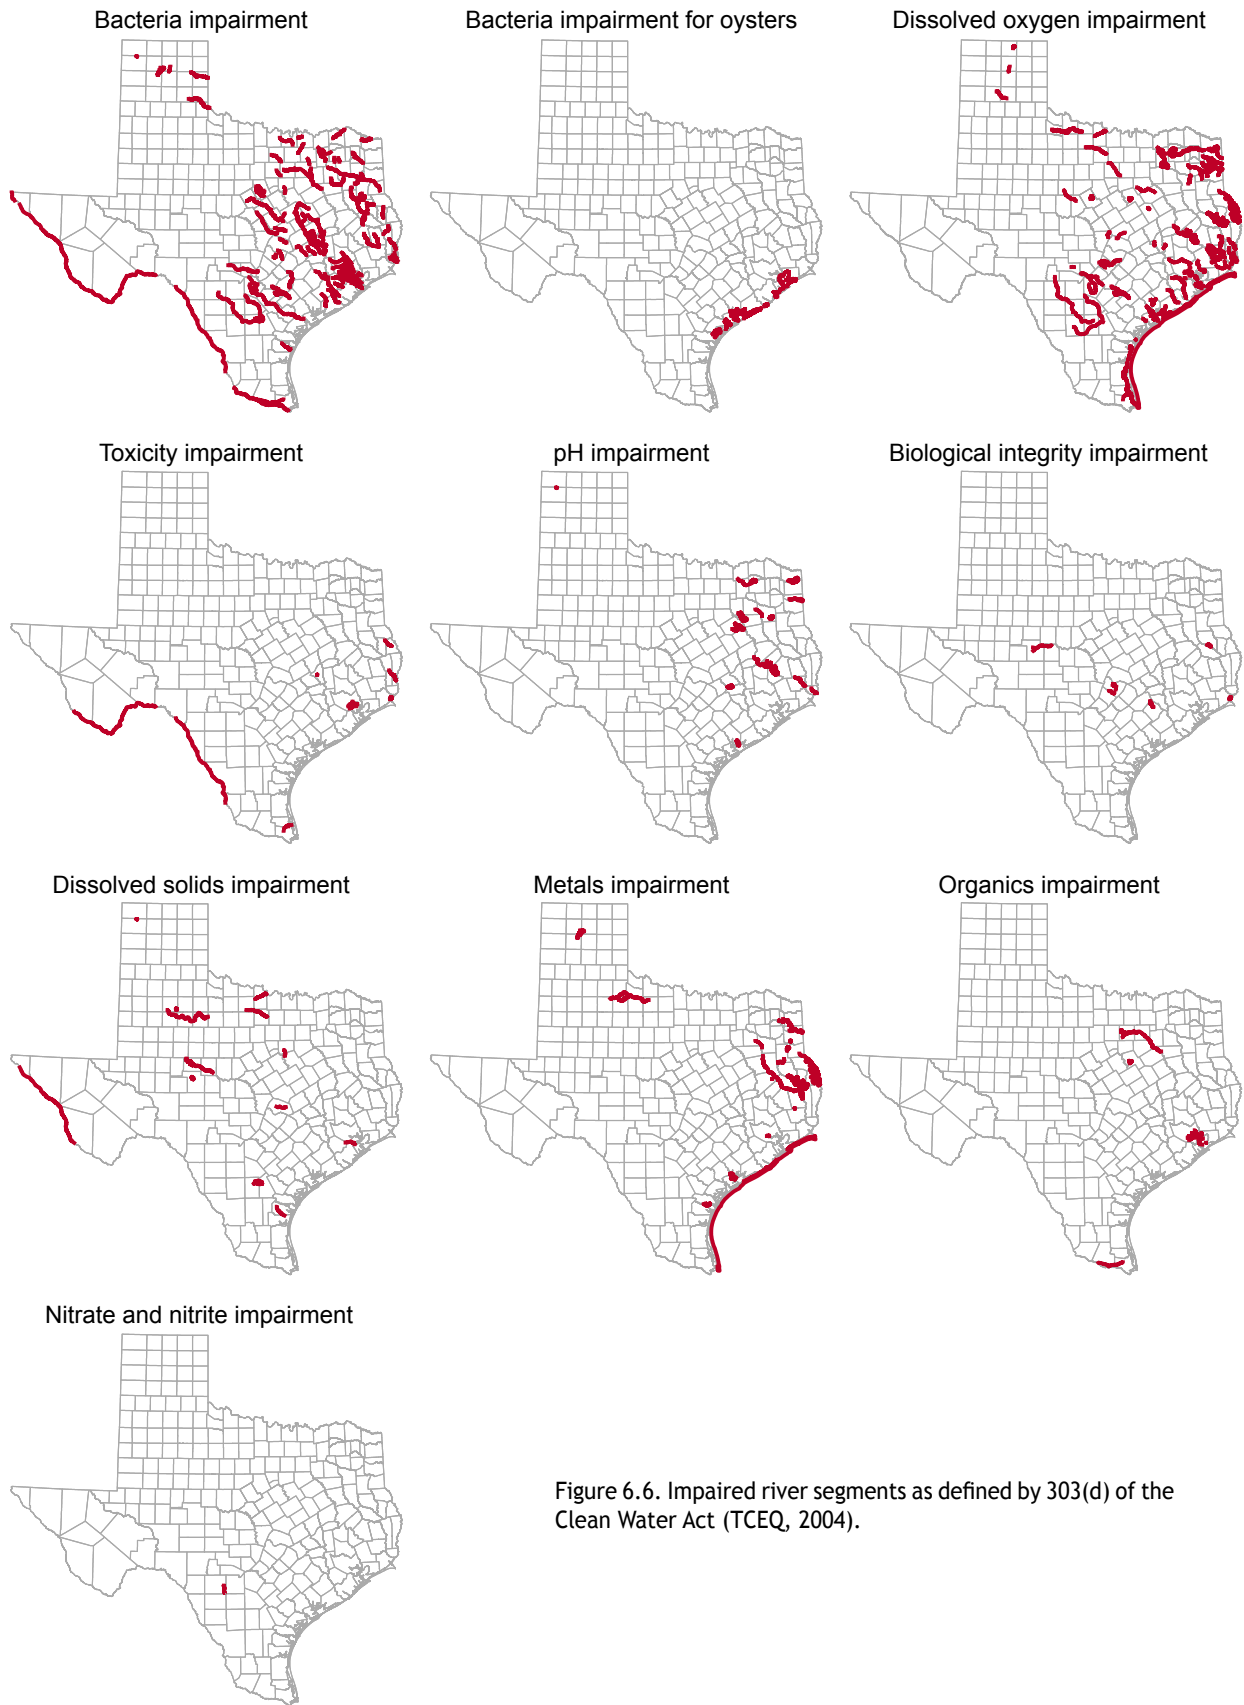 Bacteria impairment
Bacteria impairment for oysters
Dissolved oxygen impairment
Toxicity impairment
pH impairment
Biological integrity impairment
Dissolved solids impairment
Metals impairment
Organics impairment
Nitrate and nitrite impairment
Figure 6.6. Impaired river segments as defined by 303(d) of the
Clean Water Act (TCEQ, 2004).